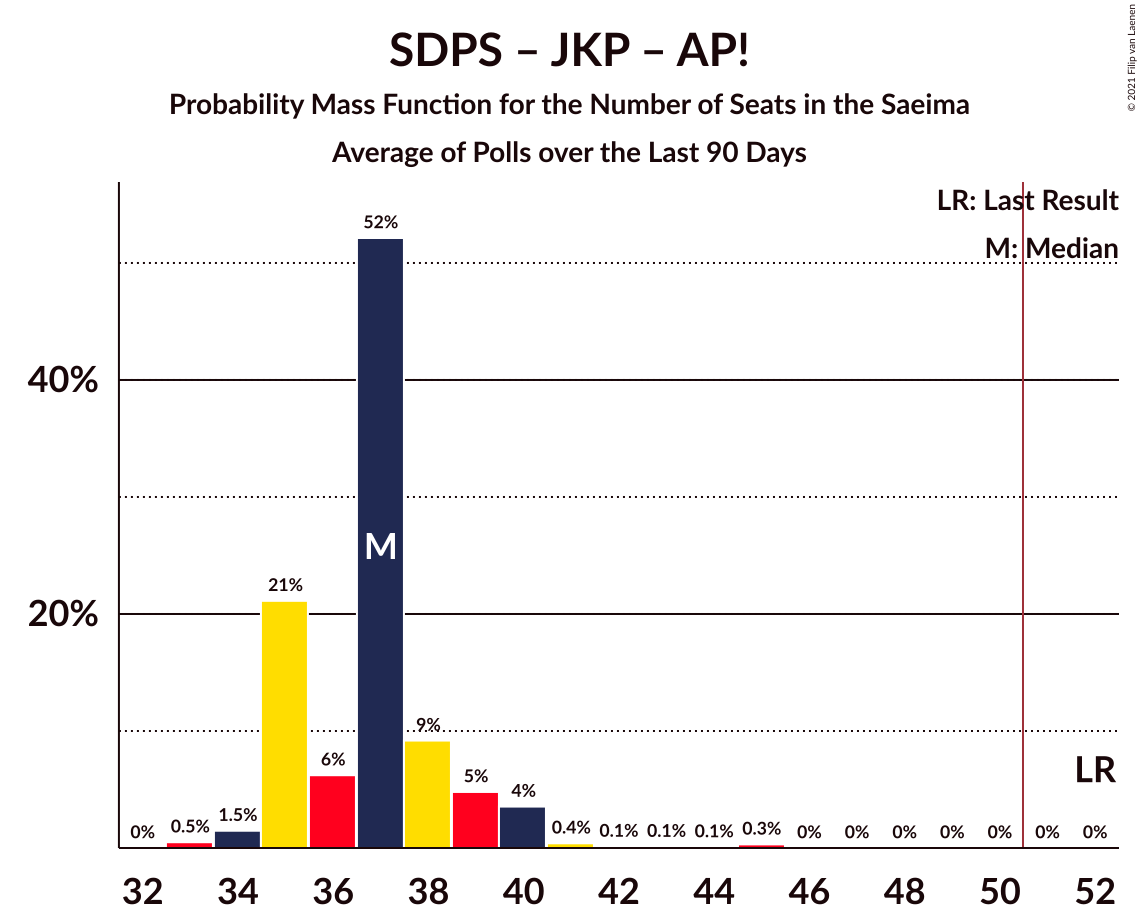 SDPS – JKP – AP!
Probability Mass Function for the Number of Seats in the Saeima
Average of Polls over the Last 90 Days
© 2021 Filip van Laenen
LR: Last Result
M: Median
52%
40%
M
21%
20%
9%
6%
5%
LR
4%
0% 0.5% 1.5% 0.4% 0.1% 0.1% 0.1% 0.3% 0% 0% 0% 0% 0% 0% 0%
32 34 36 38 40 42 44 46 48 50 52